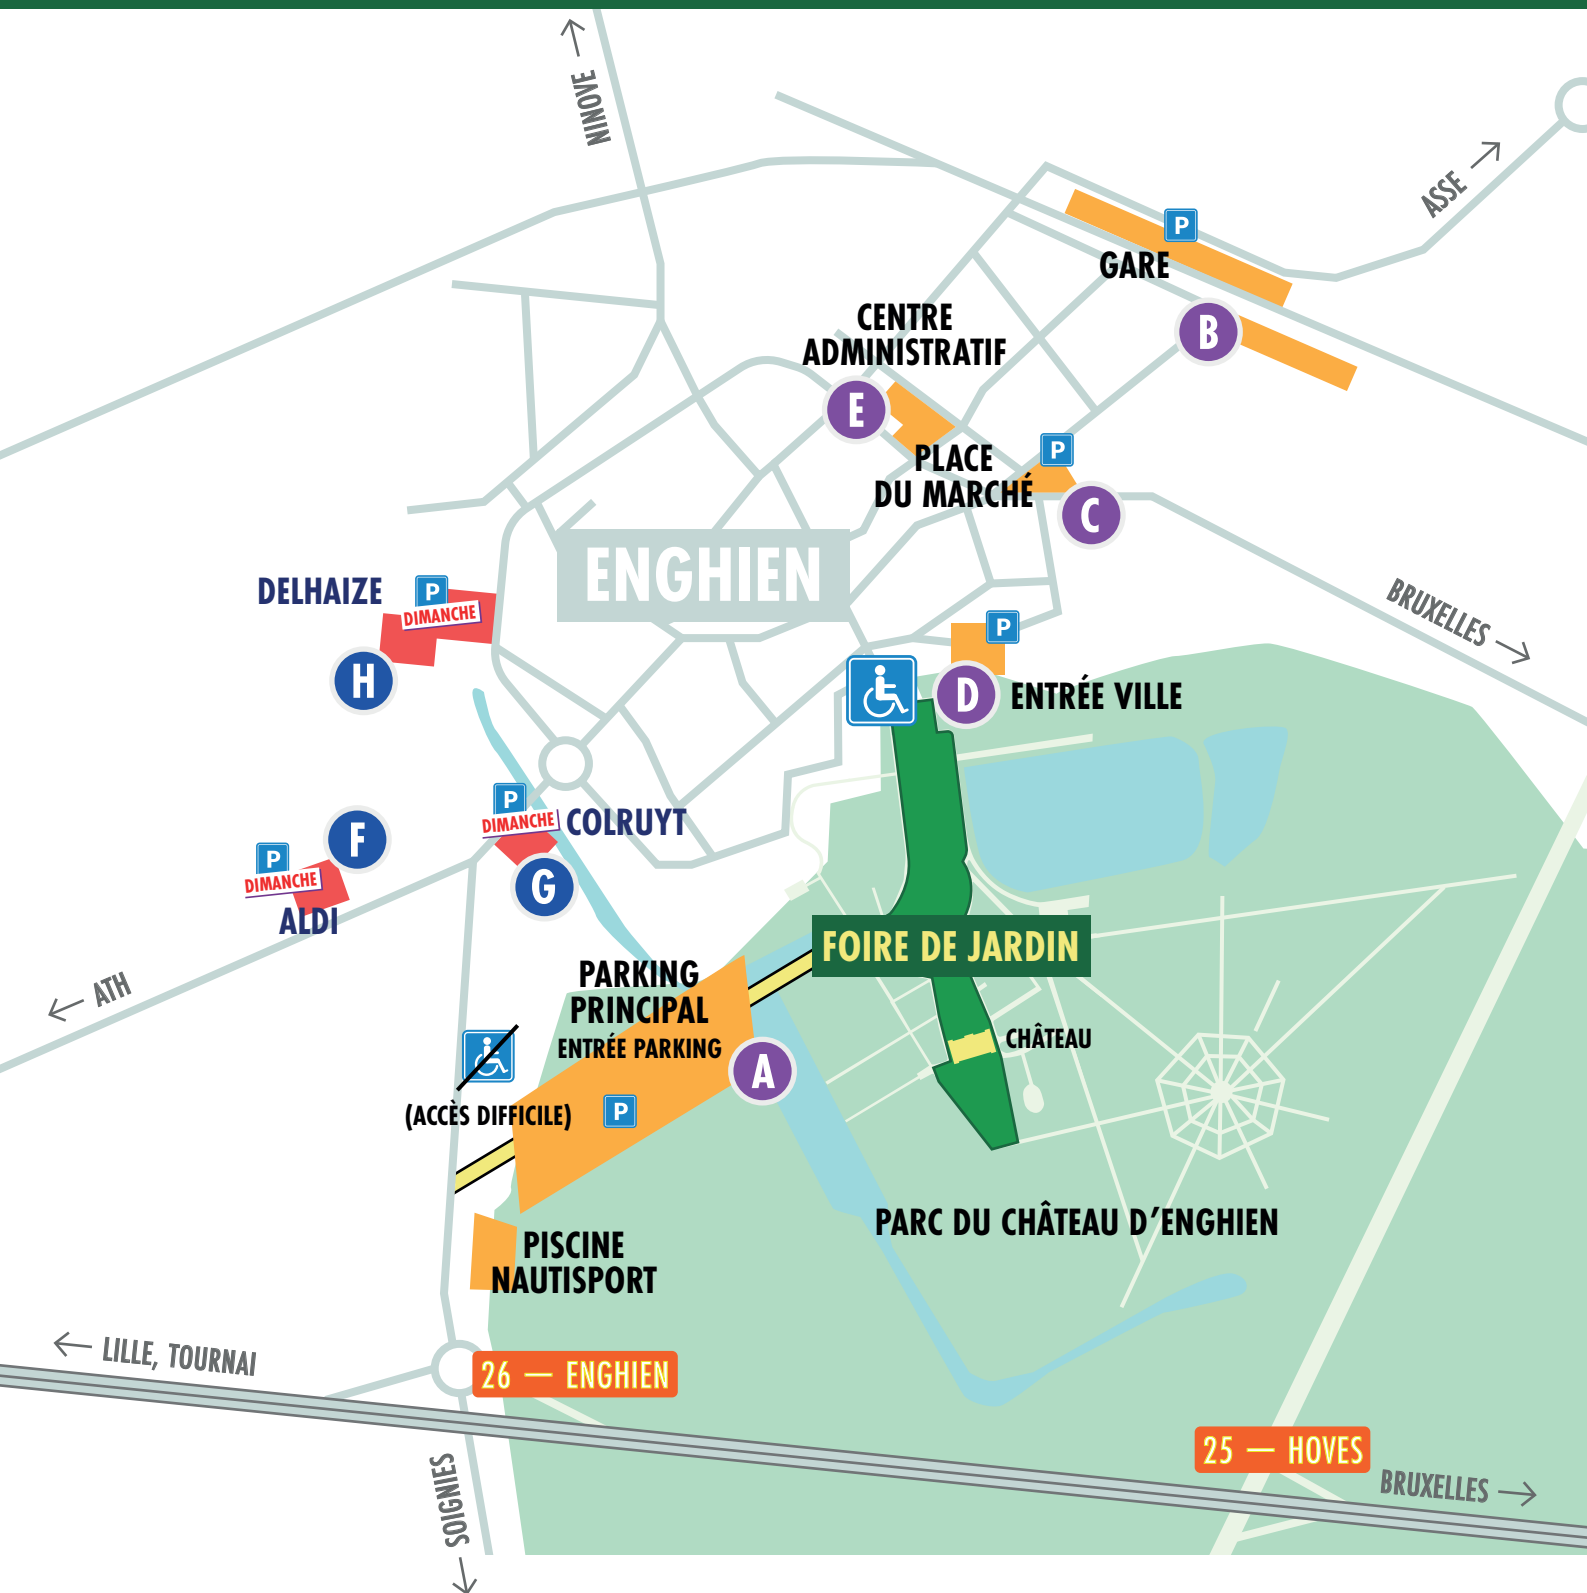 NINOVE
ASSE
P
GARE
B
CENTRE
ADMINISTRATIF
E
PLACE
DU MARCHÉ
P
C
ENGHIEN
BRUXELLES
DELHAIZE
P
DIMANCHE
H
P
D
ENTRÉE VILLE
P
DIMANCHE
COLRUYT
G
F
P
DIMANCHE
ALDI
ATH
FOIRE DE JARDIN
PARKING
PRINCIPAL
ENTRÉE PARKING
A
CHÂTEAU
(ACCÈS DIFFICILE)
P
PARC DU CHÂTEAU D'ENGHIEN
PISCINE
NAUTISPORT
LILLE, TOURNAI
26 — ENGHIEN
25 — HOVES
BRUXELLES
SOIGNIES